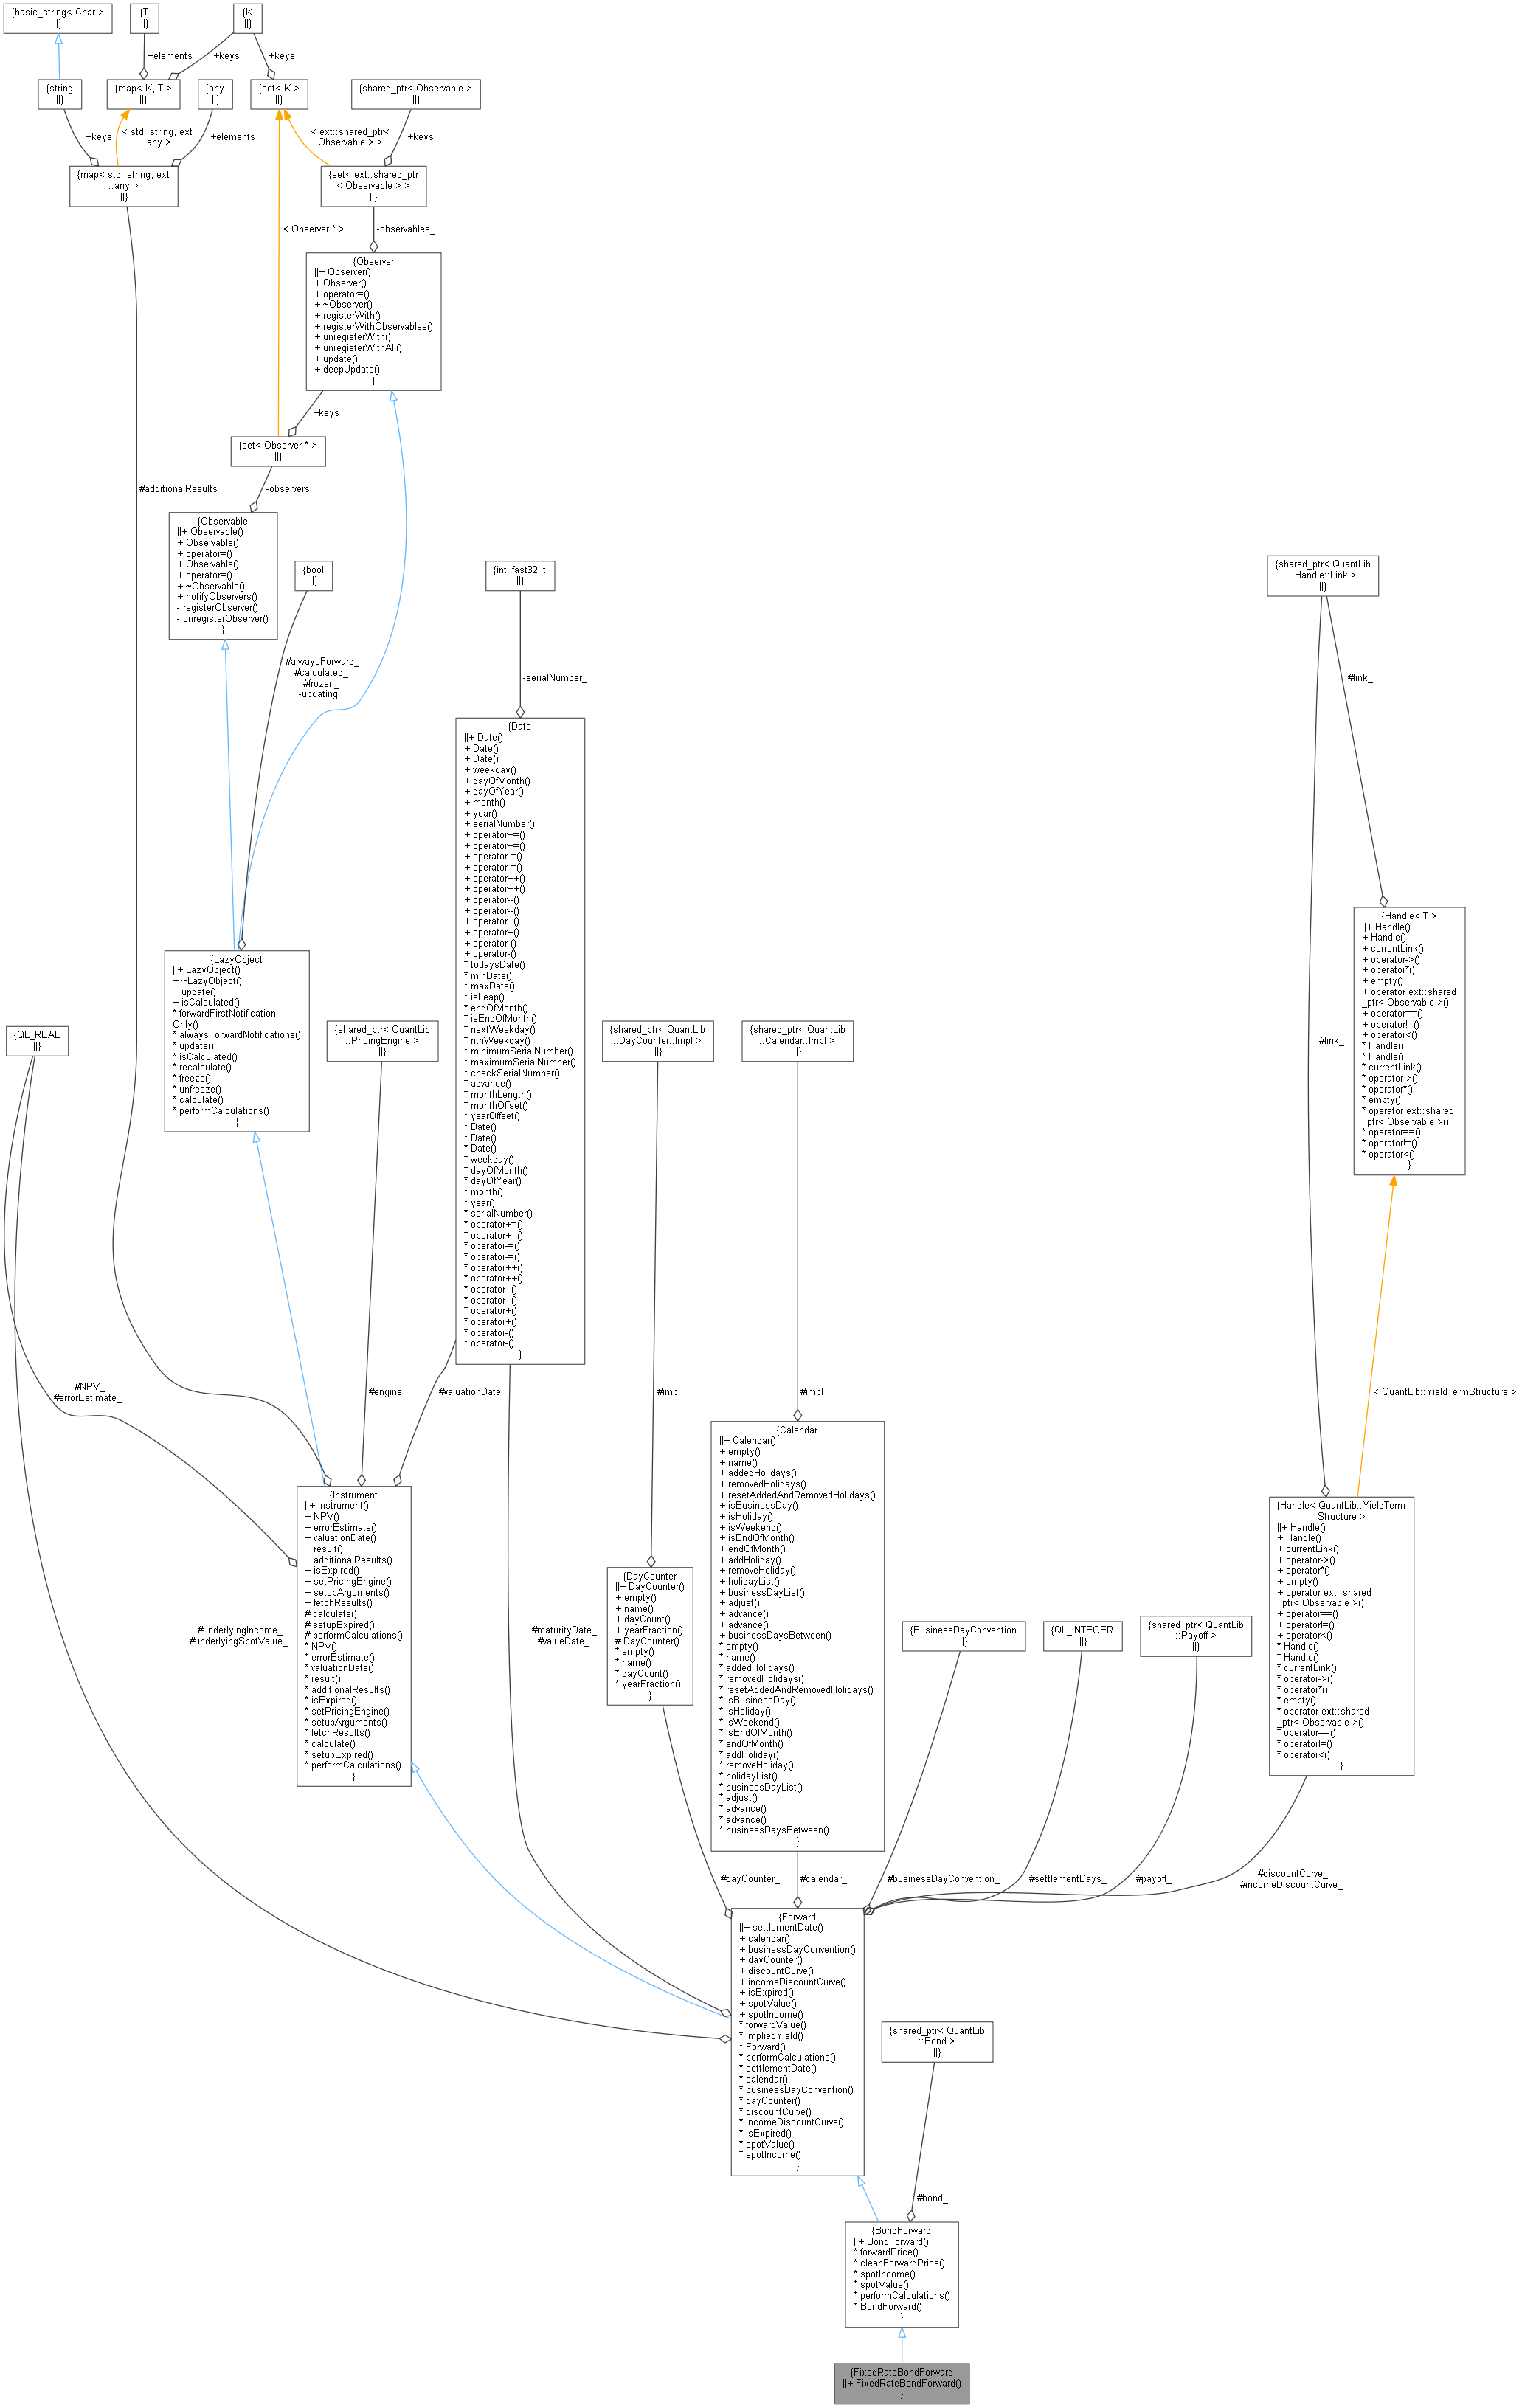 {basic_string< Char >
||}
{T
||}
{K
||}
+elements
+keys
+keys
{string
||}
{map< K, T >
||}
{any
||}
{set< K >
||}
{shared_ptr< Observable >
||}
+keys
< std::string, ext
::any >
+elements
< ext::shared_ptr<
Observable > >
+keys
{map< std::string, ext
::any >
||}
{set< ext::shared_ptr
< Observable > >
||}
< Observer * >
-observables_
{Observer
||+ Observer()
+ Observer()
+ operator=()
+ ~Observer()
+ registerWith()
+ registerWithObservables()
+ unregisterWith()
+ unregisterWithAll()
+ update()
+ deepUpdate()
}
+keys
{set< Observer * >
||}
#additionalResults_
-observers_
{Observable
||+ Observable()
+ Observable()
+ operator=()
+ Observable()
+ operator=()
+ ~Observable()
+ notifyObservers()
- registerObserver()
- unregisterObserver()
}
{bool
||}
{int_fast32_t
||}
{shared_ptr< QuantLib
::Handle::Link >
||}
#alwaysForward_
#calculated_
#frozen_
-updating_
-serialNumber_
#link_
{Date
||+ Date()
+ Date()
+ Date()
+ weekday()
+ dayOfMonth()
+ dayOfYear()
+ month()
+ year()
+ serialNumber()
+ operator+=()
+ operator+=()
+ operator-=()
+ operator-=()
+ operator++()
+ operator++()
+ operator--()
+ operator--()
+ operator+()
+ operator+()
+ operator-()
+ operator-()
* todaysDate()
* minDate()
* maxDate()
* isLeap()
* endOfMonth()
* isEndOfMonth()
* nextWeekday()
* nthWeekday()
* minimumSerialNumber()
* maximumSerialNumber()
* checkSerialNumber()
* advance()
* monthLength()
* monthOffset()
* yearOffset()
* Date()
* Date()
* Date()
* weekday()
* dayOfMonth()
* dayOfYear()
* month()
* year()
* serialNumber()
* operator+=()
* operator+=()
* operator-=()
* operator-=()
* operator++()
* operator++()
* operator--()
* operator--()
* operator+()
* operator+()
* operator-()
* operator-()
}
{Handle< T >
||+ Handle()
+ Handle()
+ currentLink()
+ operator->()
+ operator*()
+ empty()
+ operator ext::shared
_ptr< Observable >()
+ operator==()
+ operator!=()
+ operator<()
* Handle()
* Handle()
* currentLink()
* operator->()
* operator*()
* empty()
* operator ext::shared
_ptr< Observable >()
* operator==()
* operator!=()
* operator<()
}
{LazyObject
||+ LazyObject()
+ ~LazyObject()
+ update()
+ isCalculated()
* forwardFirstNotification
Only()
* alwaysForwardNotifications()
* update()
* isCalculated()
* recalculate()
* freeze()
* unfreeze()
* calculate()
* performCalculations()
}
{QL_REAL
||}
{shared_ptr< QuantLib
::PricingEngine >
||}
{shared_ptr< QuantLib
::DayCounter::Impl >
||}
{shared_ptr< QuantLib
::Calendar::Impl >
||}
#link_
#NPV_
#errorEstimate_
#engine_
#valuationDate_
#impl_
#impl_
< QuantLib::YieldTermStructure >
{Instrument
||+ Instrument()
+ NPV()
+ errorEstimate()
+ valuationDate()
+ result()
+ additionalResults()
+ isExpired()
+ setPricingEngine()
+ setupArguments()
+ fetchResults()
# calculate()
# setupExpired()
# performCalculations()
* NPV()
* errorEstimate()
* valuationDate()
* result()
* additionalResults()
* isExpired()
* setPricingEngine()
* setupArguments()
* fetchResults()
* calculate()
* setupExpired()
* performCalculations()
}
{DayCounter
||+ DayCounter()
+ empty()
+ name()
+ dayCount()
+ yearFraction()
# DayCounter()
* empty()
* name()
* dayCount()
* yearFraction()
}
{Calendar
||+ Calendar()
+ empty()
+ name()
+ addedHolidays()
+ removedHolidays()
+ resetAddedAndRemovedHolidays()
+ isBusinessDay()
+ isHoliday()
+ isWeekend()
+ isEndOfMonth()
+ endOfMonth()
+ addHoliday()
+ removeHoliday()
+ holidayList()
+ businessDayList()
+ adjust()
+ advance()
+ advance()
+ businessDaysBetween()
* empty()
* name()
* addedHolidays()
* removedHolidays()
* resetAddedAndRemovedHolidays()
* isBusinessDay()
* isHoliday()
* isWeekend()
* isEndOfMonth()
* endOfMonth()
* addHoliday()
* removeHoliday()
* holidayList()
* businessDayList()
* adjust()
* advance()
* advance()
* businessDaysBetween()
}
{Handle< QuantLib::YieldTerm
Structure >
||+ Handle()
+ Handle()
+ currentLink()
+ operator->()
+ operator*()
+ empty()
+ operator ext::shared
_ptr< Observable >()
+ operator==()
+ operator!=()
+ operator<()
* Handle()
* Handle()
* currentLink()
* operator->()
* operator*()
* empty()
* operator ext::shared
_ptr< Observable >()
* operator==()
* operator!=()
* operator<()
}
#underlyingIncome_
#underlyingSpotValue_
#maturityDate_
#valueDate_
{BusinessDayConvention
||}
{QL_INTEGER
||}
{shared_ptr< QuantLib
::Payoff >
||}
#dayCounter_
#calendar_
#businessDayConvention_
#settlementDays_
#payoff_
#discountCurve_
#incomeDiscountCurve_
{Forward
||+ settlementDate()
+ calendar()
+ businessDayConvention()
+ dayCounter()
+ discountCurve()
+ incomeDiscountCurve()
+ isExpired()
+ spotValue()
+ spotIncome()
* forwardValue()
* impliedYield()
* Forward()
* performCalculations()
* settlementDate()
* calendar()
* businessDayConvention()
* dayCounter()
* discountCurve()
* incomeDiscountCurve()
* isExpired()
* spotValue()
* spotIncome()
}
{shared_ptr< QuantLib
::Bond >
||}
#bond_
{BondForward
||+ BondForward()
* forwardPrice()
* cleanForwardPrice()
* spotIncome()
* spotValue()
* performCalculations()
* BondForward()
}
{FixedRateBondForward
||+ FixedRateBondForward()
}